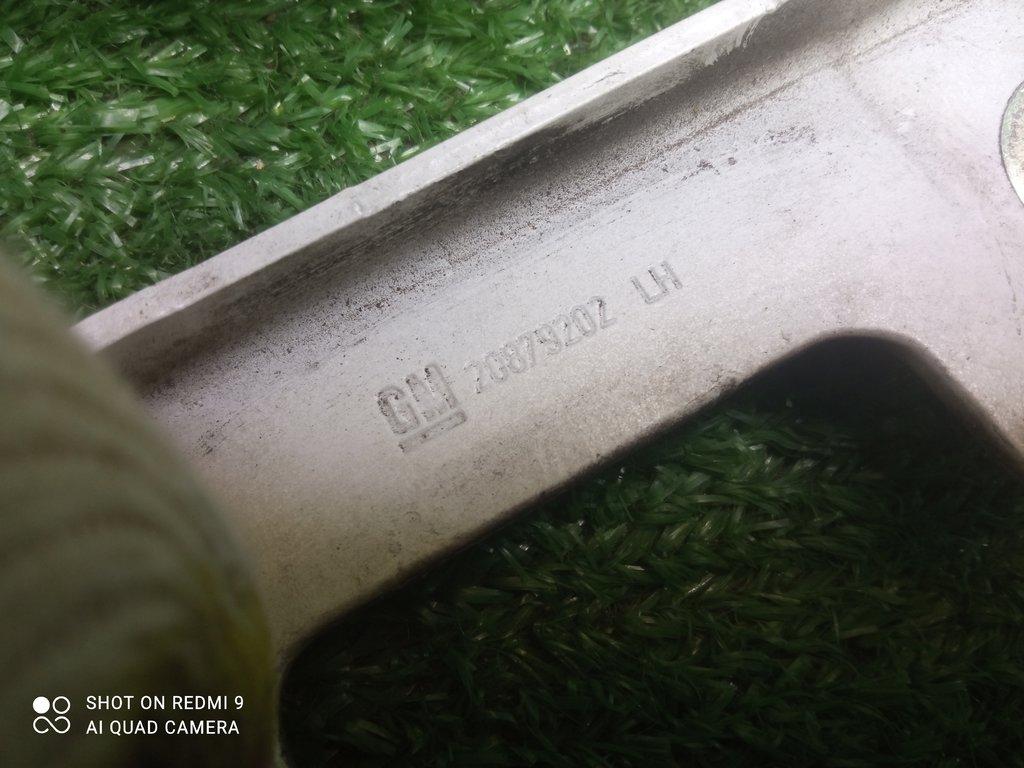 GM 20879202 LH
SHOT ON REDMI 9
AI QUAD CAMERA